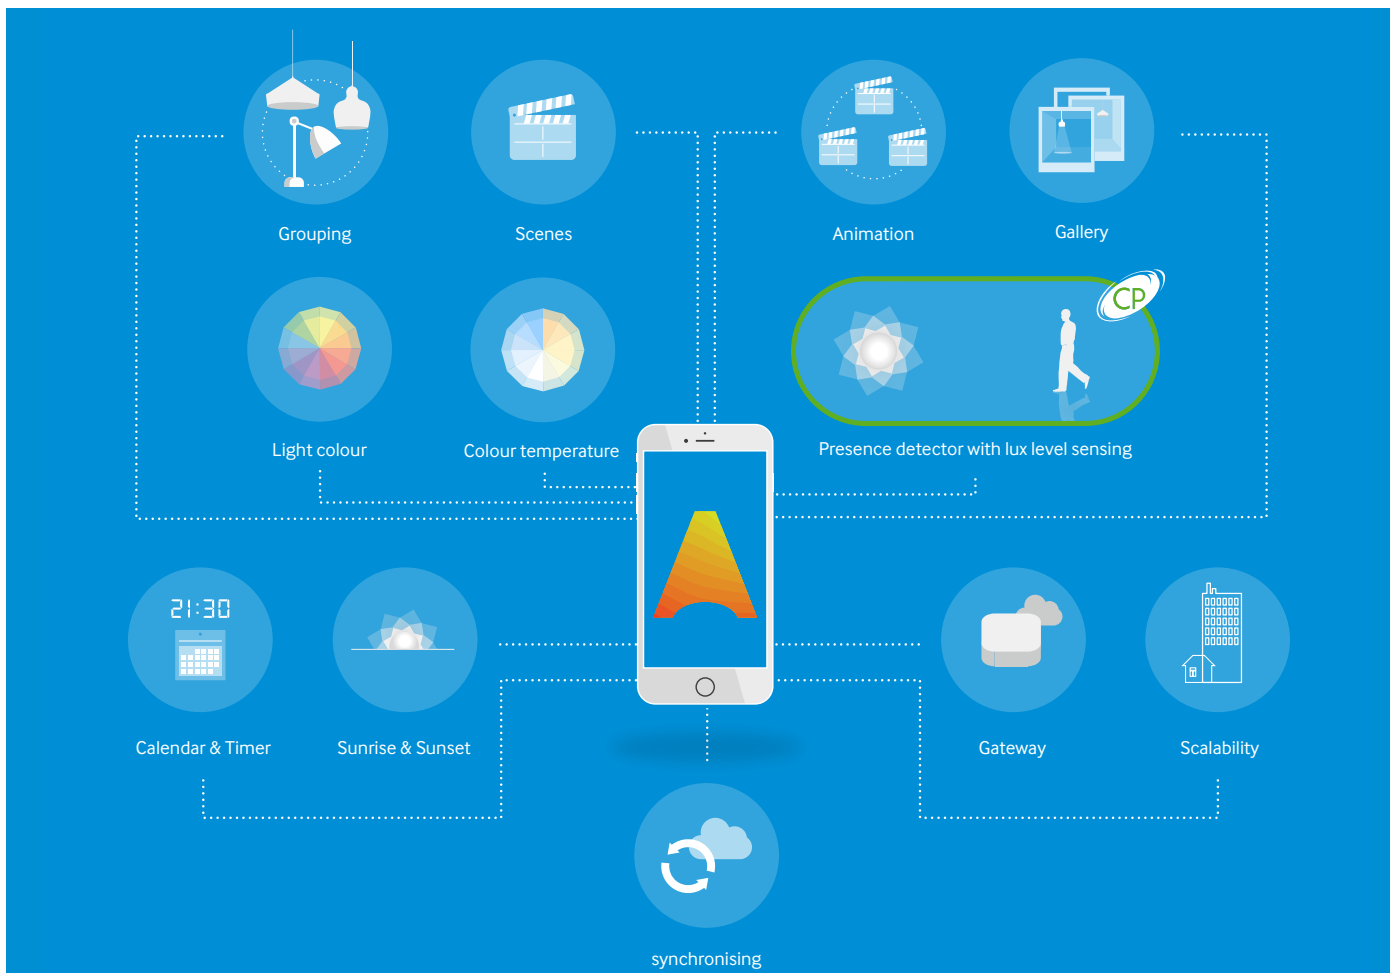 Grouping
Scenes
Animation
Gallery
CP
Light colour
Colour temperature
Presence detector with lux level sensing
21:30
Calendar & Timer
Sunrise & Sunset
Gateway
Scalability
synchronising